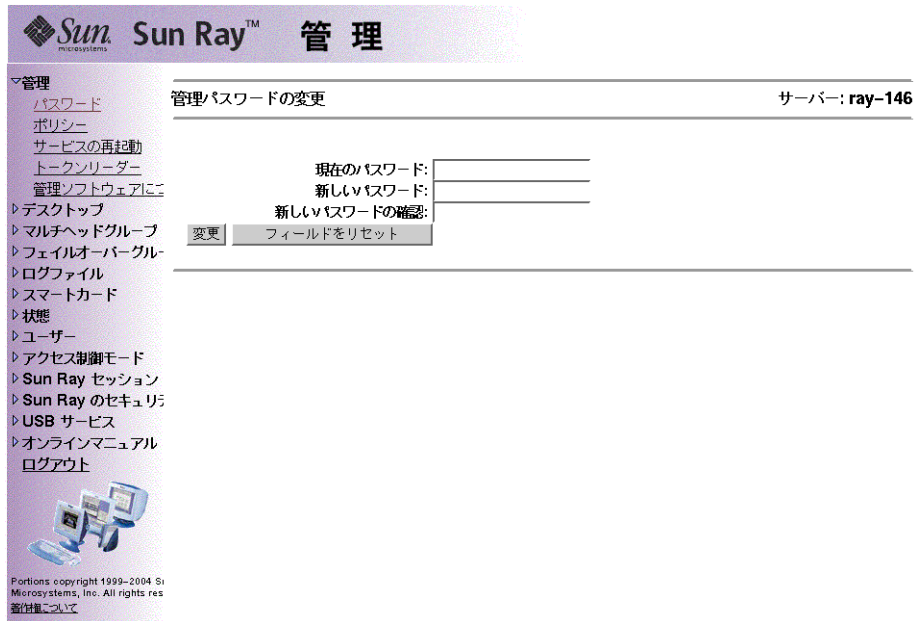 Sun microsystems Sun Ray™ 管 理
管理
パスワード
ポリシー
サービスの再起動
トークンリーダー
管理ソフトウェアにつ
デスクトップ
マルチヘッドグループ
フェイルオーバーグルー
ログファイル
スマートカード
状態
ユーザー
アクセス制御モード
Sun Ray セッション
Sun Ray のセキュリテ
USB サービス
オンラインマニュアル
ログアウト
Portions copyright 1999–2004 Su
Microsystems, Inc. All rights res
著作権について
管理パスワードの変更 サーバー: ray–146
現在のパスワード:
新しいパスワード:
新しいパスワードの確認:
変更 フィールドをリセット